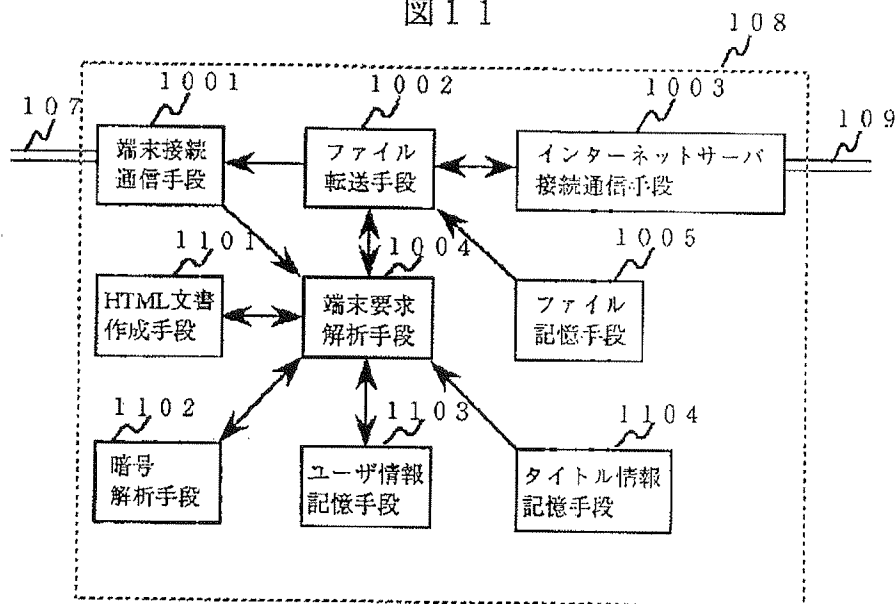 図11
108
107
1001
端末接続
通信手段
1002
ファイル
転送手段
1003
インターネットサーバ
接続通信手段
109
1101
HTML文書
作成手段
1004
端末要求
解析手段
1005
ファイル
記憶手段
1102
暗号
解析手段
1103
ユーザ情報
記憶手段
1104
タイトル情報
記憶手段